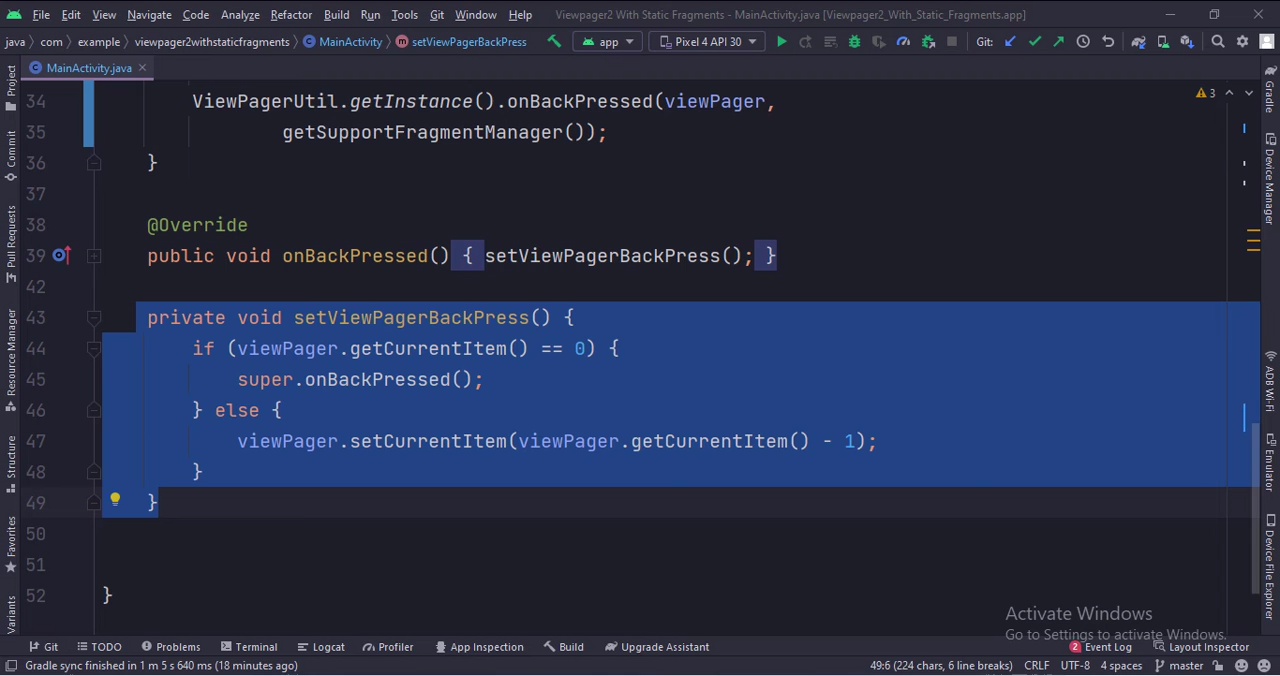 File Edit View Navigate Code Analyze Refactor Build Run Tools Git Window Help Viewpager2 With Static Fragments - MainActivity.java [Viewpager2_With_Static_Fragments.app]
java com example viewpager2withstaticfragments MainActivity setViewPagerBackPress app Pixel 4 API 30 Git:
MainActivity.java
34 ViewPagerUtil.getInstance().onBackPressed(viewPager,
35 getSupportFragmentManager());
36 }
37
38 @Override
39 public void onBackPressed() { setViewPagerBackPress(); }
42
43 private void setViewPagerBackPress() {
44 if (viewPager.getCurrentItem() == 0) {
45 super.onBackPressed();
46 } else {
47 viewPager.setCurrentItem(viewPager.getCurrentItem() - 1);
48 }
49 }
50
51
52 }
3
Project
Commit
Pull Requests
Resource Manager
Structure
Favorites
Variants
Gradle
Device Manager
ADB Wi-Fi
Emulator
Device File Explorer
Activate Windows
Go to Settings to activate Windows.
Git TODO Problems Terminal Logcat Profiler App Inspection Build Upgrade Assistant 2 Event Log Layout Inspector
Gradle sync finished in 1 m 5 s 640 ms (18 minutes ago) 49:6 (224 chars, 6 line breaks) CRLF UTF-8 4 spaces master